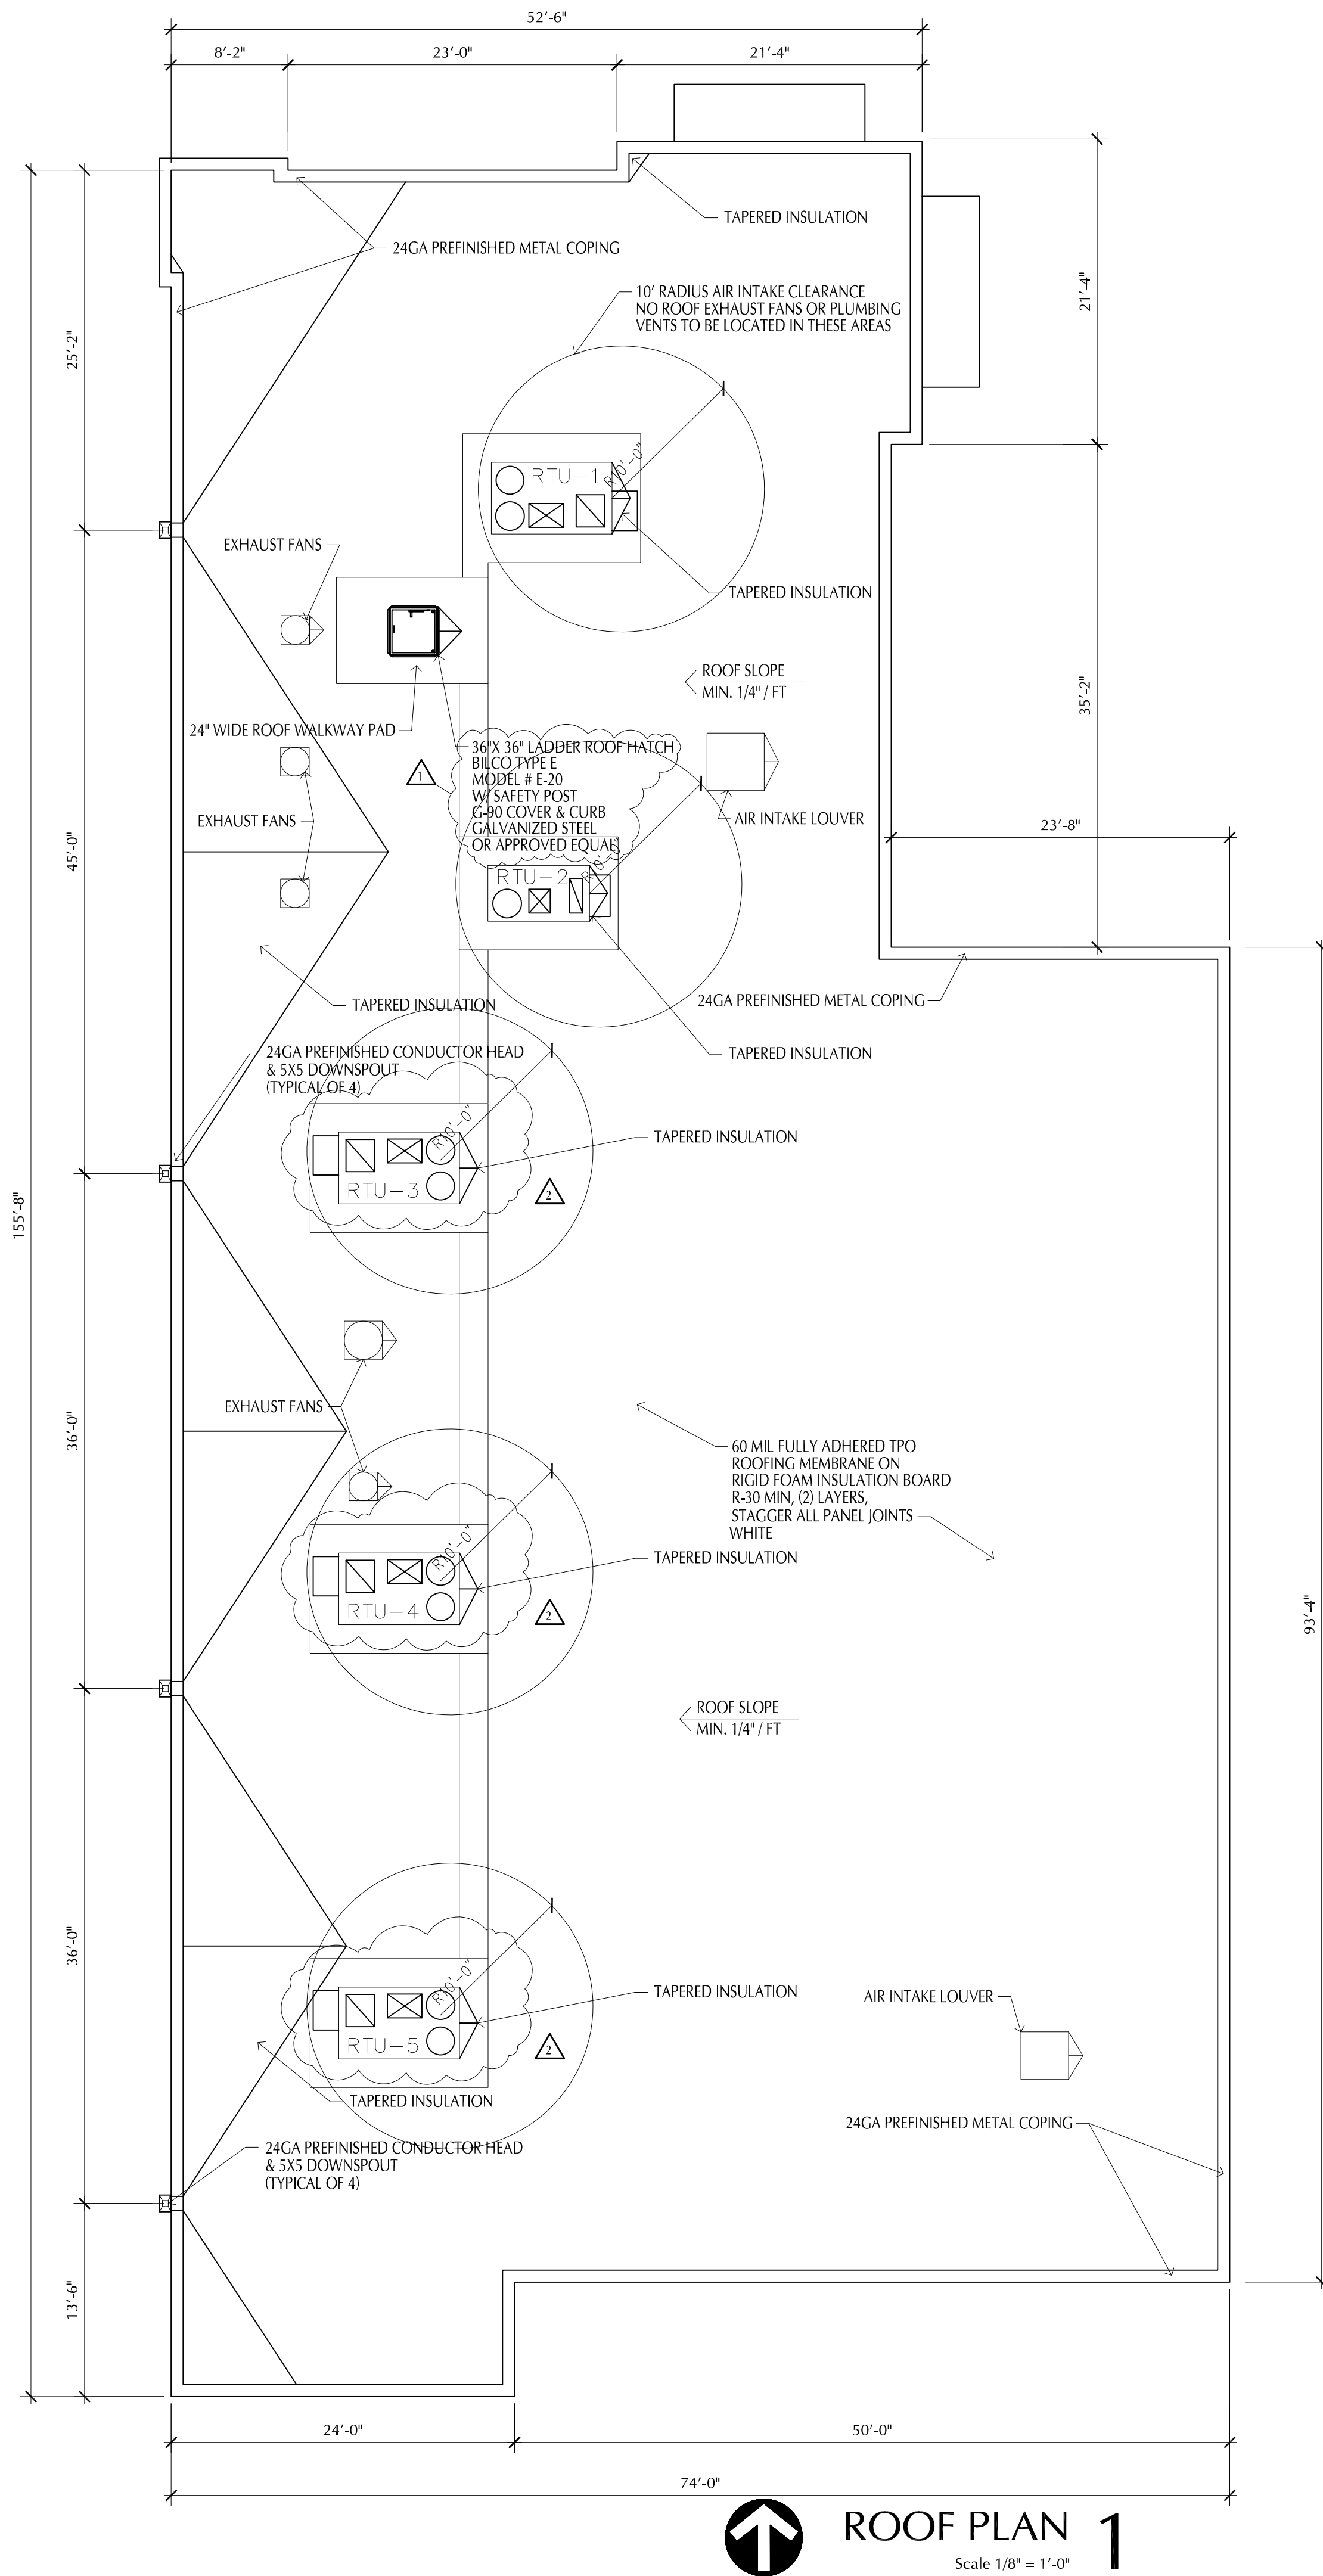 52'-6"
8'-2"
23'-0"
21'-4"
TAPERED INSULATION
24GA PREFINISHED METAL COPING
10' RADIUS AIR INTAKE CLEARANCE
NO ROOF EXHAUST FANS OR PLUMBING
VENTS TO BE LOCATED IN THESE AREAS
21'-4"
25'-2"
RTU-1
R10'-0"
EXHAUST FANS
TAPERED INSULATION
ROOF SLOPE
MIN. 1/4" / FT
35'-2"
24" WIDE ROOF WALKWAY PAD
36"X 36" LADDER ROOF HATCH
BILCO TYPE E
MODEL # E-20
W/ SAFETY POST
G-90 COVER & CURB
GALVANIZED STEEL
OR APPROVED EQUAL
1
AIR INTAKE LOUVER
EXHAUST FANS
23'-8"
45'-0"
RTU-2
R10'-0"
24GA PREFINISHED METAL COPING
TAPERED INSULATION
TAPERED INSULATION
24GA PREFINISHED CONDUCTOR HEAD
& 5X5 DOWNSPOUT
(TYPICAL OF 4)
TAPERED INSULATION
R10'-0"
RTU-3
2
155'-8"
EXHAUST FANS
36'-0"
60 MIL FULLY ADHERED TPO
ROOFING MEMBRANE ON
RIGID FOAM INSULATION BOARD
R-30 MIN, (2) LAYERS,
STAGGER ALL PANEL JOINTS
WHITE
TAPERED INSULATION
R10'-0"
RTU-4
2
93'-4"
ROOF SLOPE
MIN. 1/4" / FT
36'-0"
TAPERED INSULATION
AIR INTAKE LOUVER
R10'-0"
RTU-5
2
TAPERED INSULATION
24GA PREFINISHED METAL COPING
24GA PREFINISHED CONDUCTOR HEAD
& 5X5 DOWNSPOUT
(TYPICAL OF 4)
13'-6"
24'-0"
50'-0"
74'-0"
ROOF PLAN 1
Scale 1/8" = 1'-0"